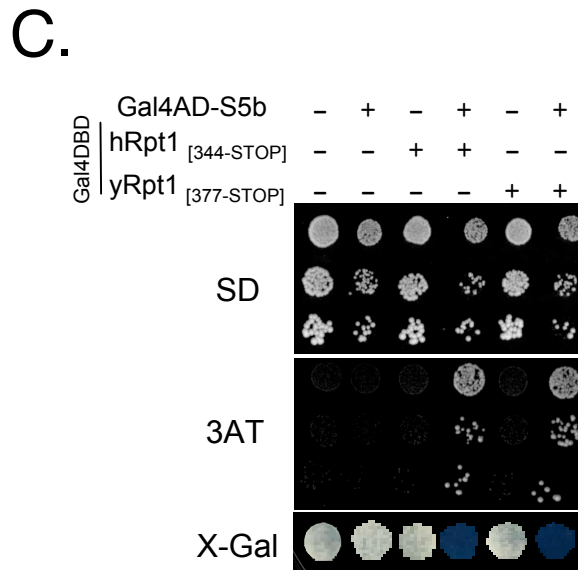 C.
Gal4AD-S5b – + – + – +
Gal4DBD
hRpt1 [344-STOP] – – + + – –
yRpt1 [377-STOP] – – – – + +
SD
3AT
X-Gal